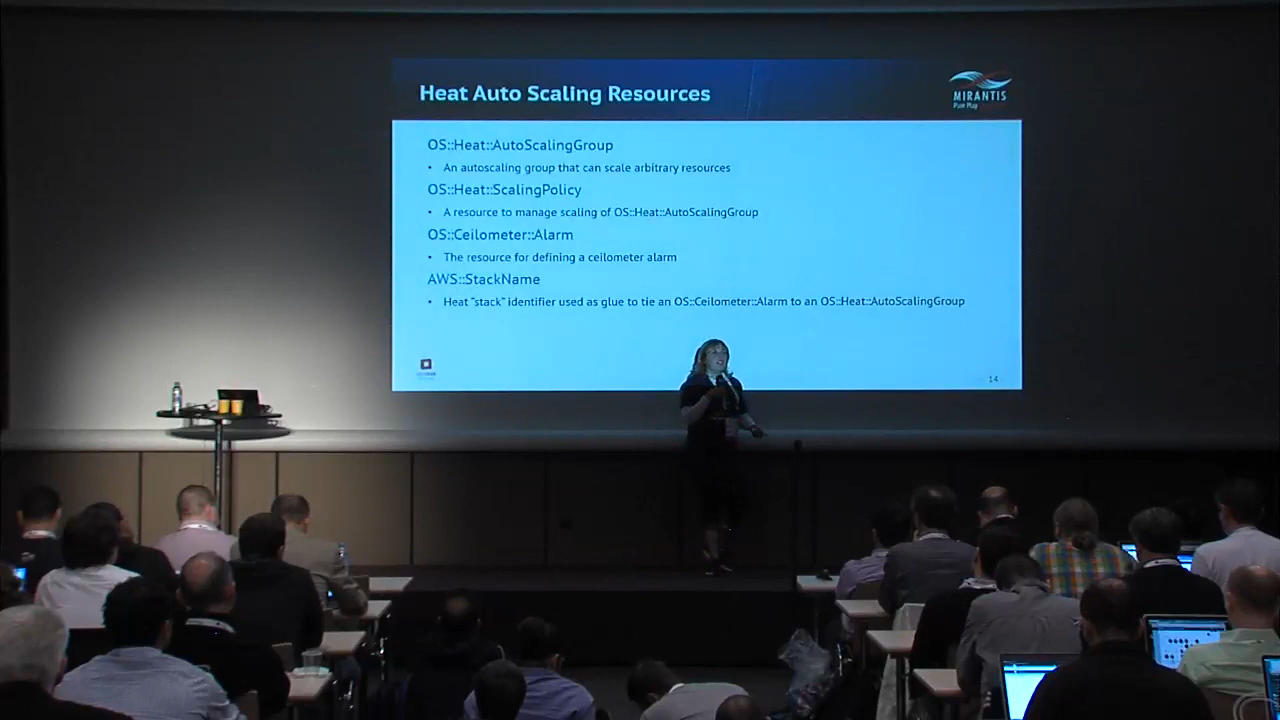 Heat Auto Scaling Resources
MIRANTIS
Pure Play
OS::Heat::AutoScalingGroup
• An autoscaling group that can scale arbitrary resources
OS::Heat::ScalingPolicy
• A resource to manage scaling of OS::Heat::AutoScalingGroup
OS::Ceilometer::Alarm
• The resource for defining a ceilometer alarm
AWS::StackName
• Heat "stack" identifier used as glue to tie an OS::Ceilometer::Alarm to an OS::Heat::AutoScalingGroup
14